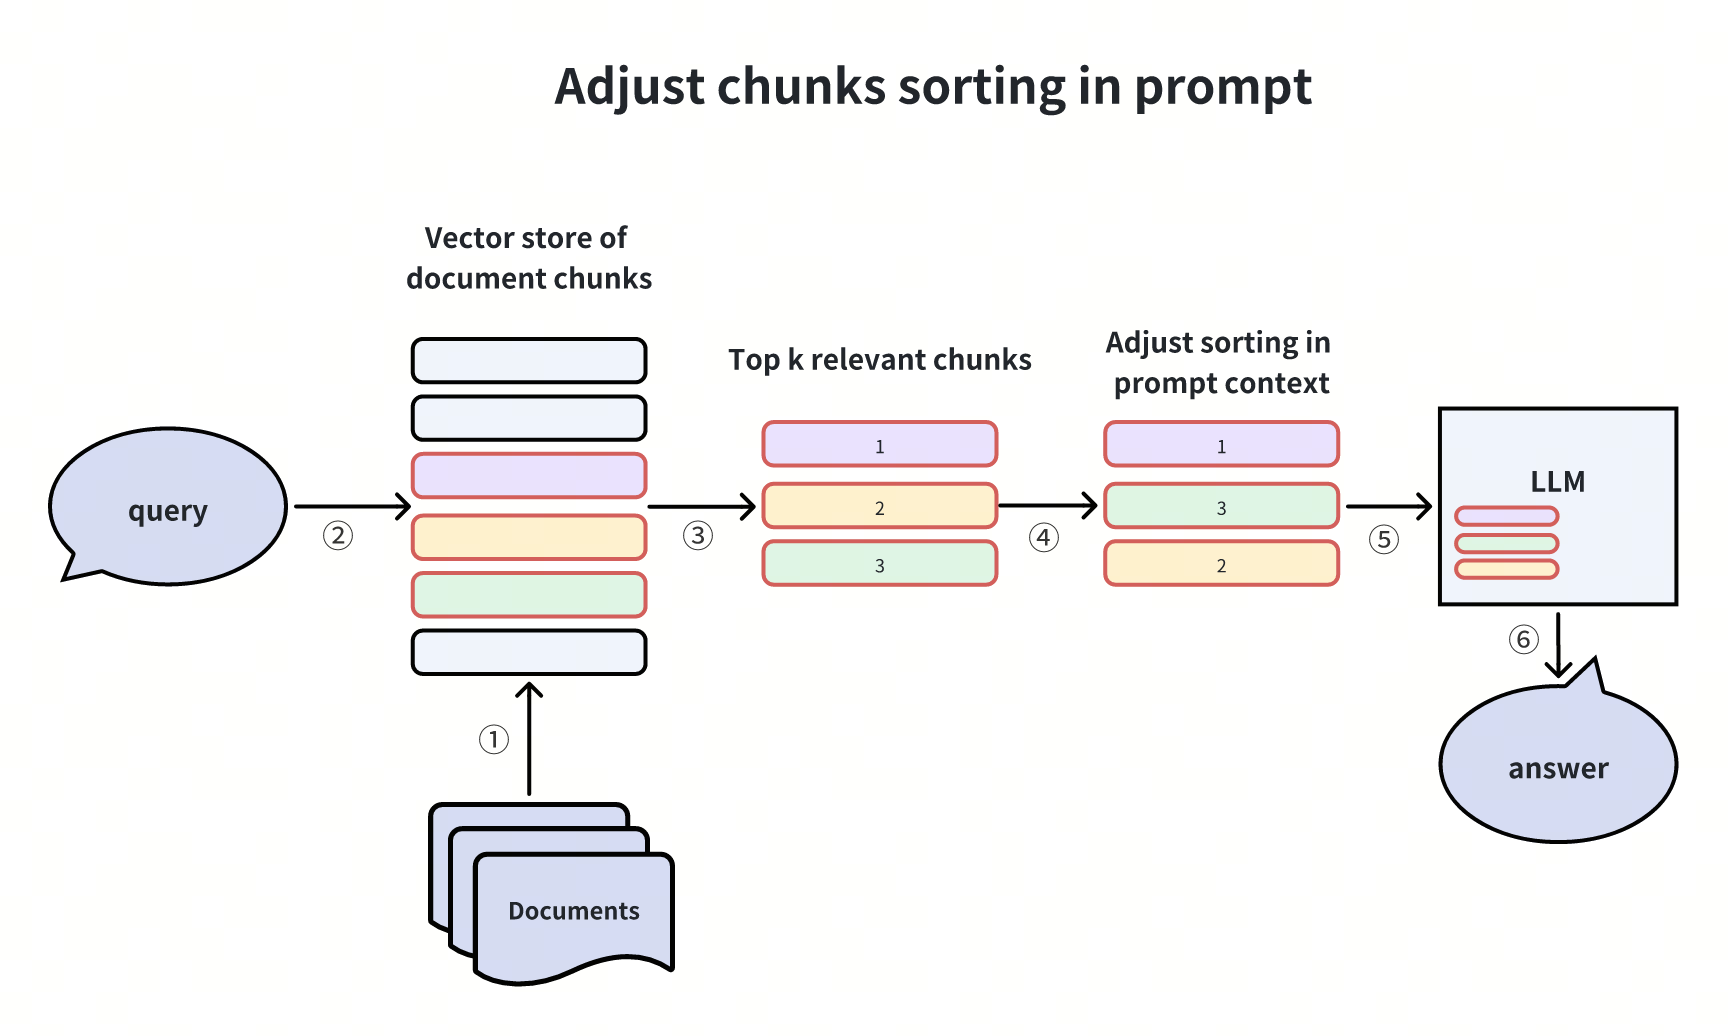 Adjust chunks sorting in prompt
Vector store of
document chunks
Top k relevant chunks
Adjust sorting in
prompt context
query
②
③
1
2
3
④
1
3
2
⑤
LLM
⑥
answer
①
Documents